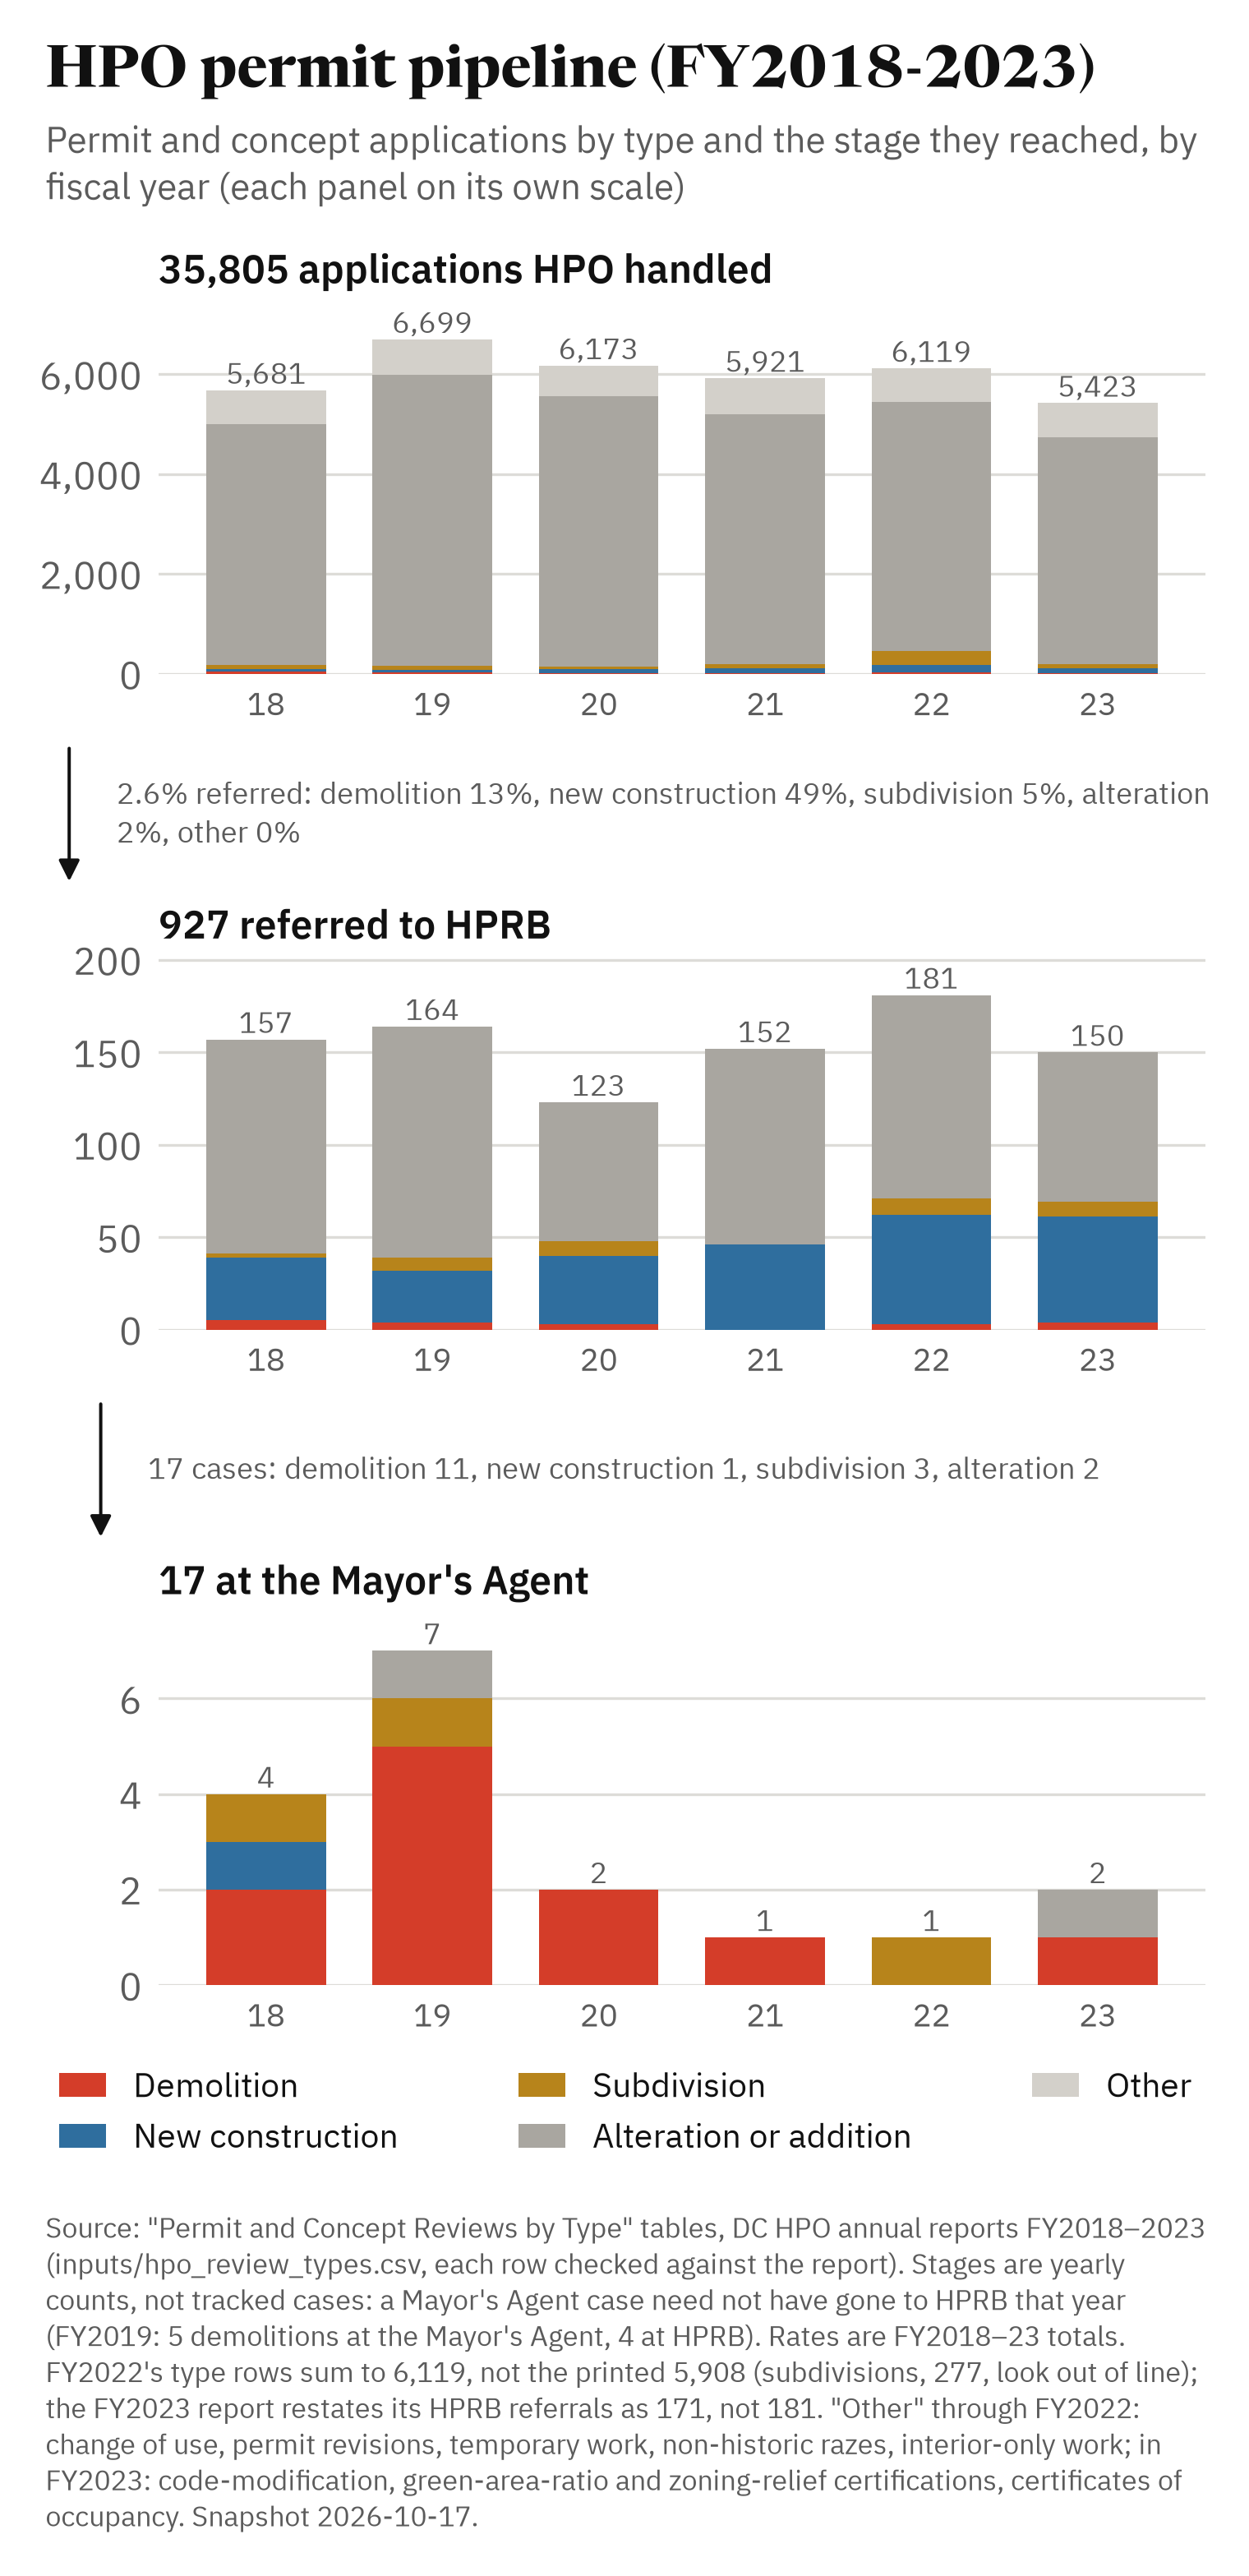 HPO permit pipeline (FY2018-2023)
Permit and concept applications by type and the stage they reached, by
fiscal year (each panel on its own scale)
35,805 applications HPO handled
6,000
4,000
2,000
0
5,681
6,699
6,173
5,921
6,119
5,423
18
19
20
21
22
23
2.6% referred: demolition 13%, new construction 49%, subdivision 5%, alteration
2%, other 0%
927 referred to HPRB
200
150
100
50
0
157
164
123
152
181
150
18
19
20
21
22
23
17 cases: demolition 11, new construction 1, subdivision 3, alteration 2
17 at the Mayor's Agent
6
4
2
0
4
7
2
1
1
2
18
19
20
21
22
23
Demolition
Subdivision
Other
New construction
Alteration or addition
Source: "Permit and Concept Reviews by Type" tables, DC HPO annual reports FY2018–2023
(inputs/hpo_review_types.csv, each row checked against the report). Stages are yearly
counts, not tracked cases: a Mayor's Agent case need not have gone to HPRB that year
(FY2019: 5 demolitions at the Mayor's Agent, 4 at HPRB). Rates are FY2018–23 totals.
FY2022's type rows sum to 6,119, not the printed 5,908 (subdivisions, 277, look out of line);
the FY2023 report restates its HPRB referrals as 171, not 181. "Other" through FY2022:
change of use, permit revisions, temporary work, non-historic razes, interior-only work; in
FY2023: code-modification, green-area-ratio and zoning-relief certifications, certificates of
occupancy. Snapshot 2026-10-17.